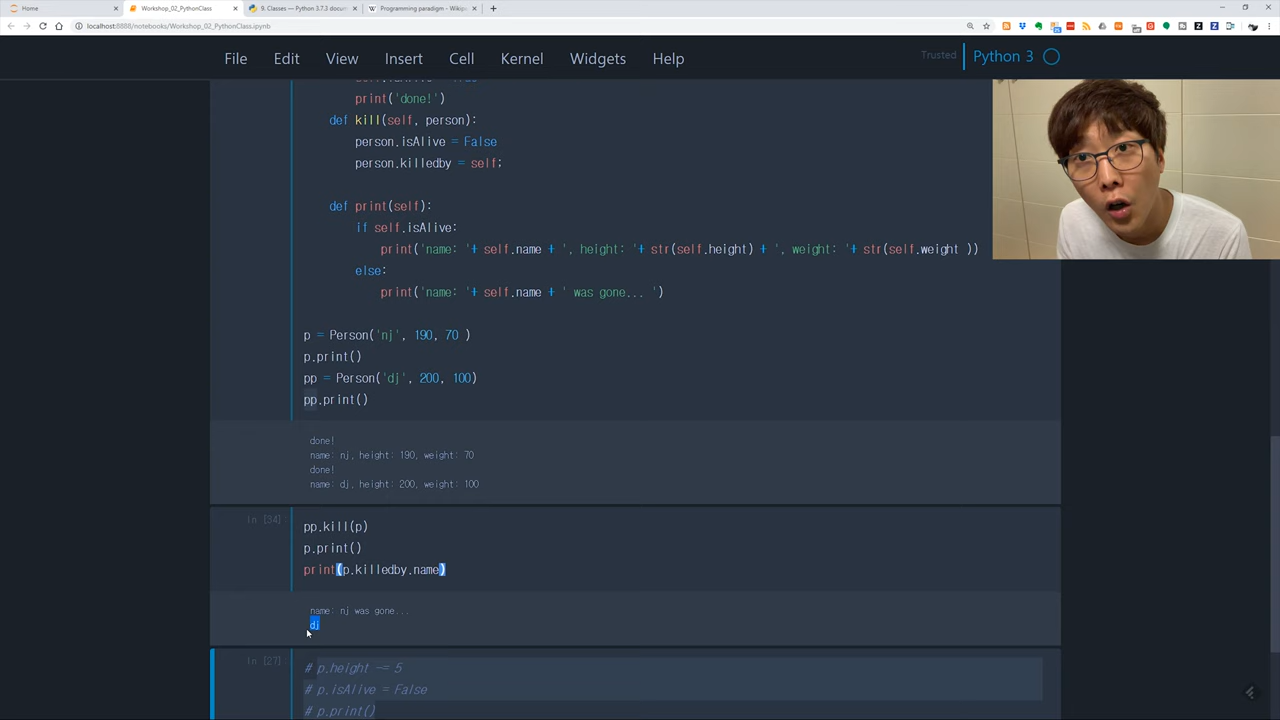 Home
Workshop_02_PythonClass
9. Classes — Python 3.7.3 docum
Programming paradigm - Wikip
localhost:8888/notebooks/Workshop_02_PythonClass.ipynb
File Edit View Insert Cell Kernel Widgets Help
Trusted
Python 3
print('done!')
def kill(self, person):
person.isAlive = False
person.killedby = self;
def print(self):
if self.isAlive:
print('name: '+ self.name + ', height: '+ str(self.height) + ', weight: '+ str(self.weight ))
else:
print('name: '+ self.name + ' was gone... ')
p = Person('nj', 190, 70 )
p.print()
pp = Person('dj', 200, 100)
pp.print()
done!
name: nj, height: 190, weight: 70
done!
name: dj, height: 200, weight: 100
In [34]
pp.kill(p)
p.print()
print(p.killedby.name)
name: nj was gone...
dj
In [27]
# p.height -= 5
# p.isAlive = False
# p.print()